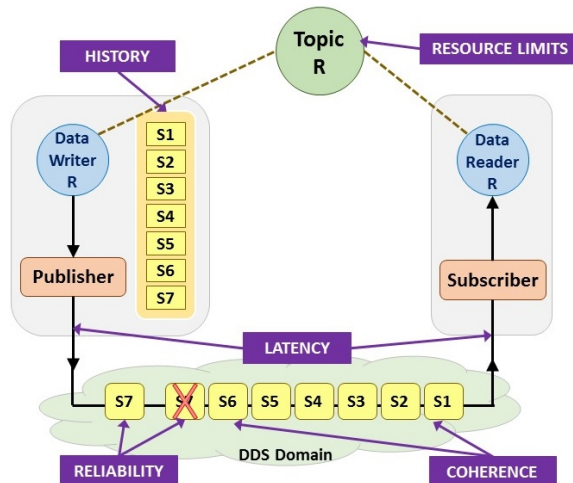 Topic
R
RESOURCE LIMITS
HISTORY
Data
Writer
R
S1
S2
S3
S4
S5
S6
S7
Data
Reader
R
Publisher
Subscriber
LATENCY
S7
S7
S6
S5
S4
S3
S2
S1
DDS Domain
RELIABILITY
COHERENCE